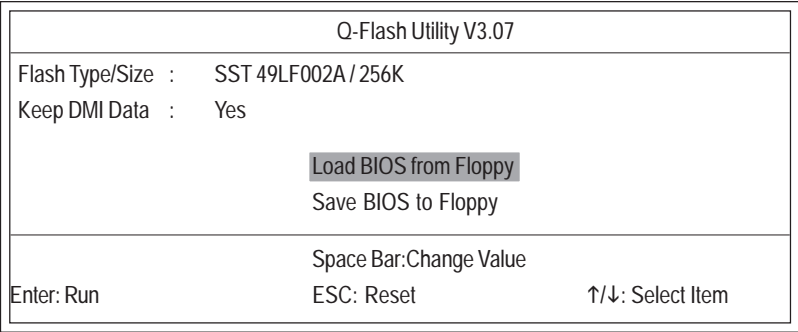 Q-Flash Utility V3.07
Flash Type/Size : SST 49LF002A / 256K
Keep DMI Data : Yes
Load BIOS from Floppy
Save BIOS to Floppy
Space Bar:Change Value
Enter: Run ESC: Reset ↑/↓: Select Item